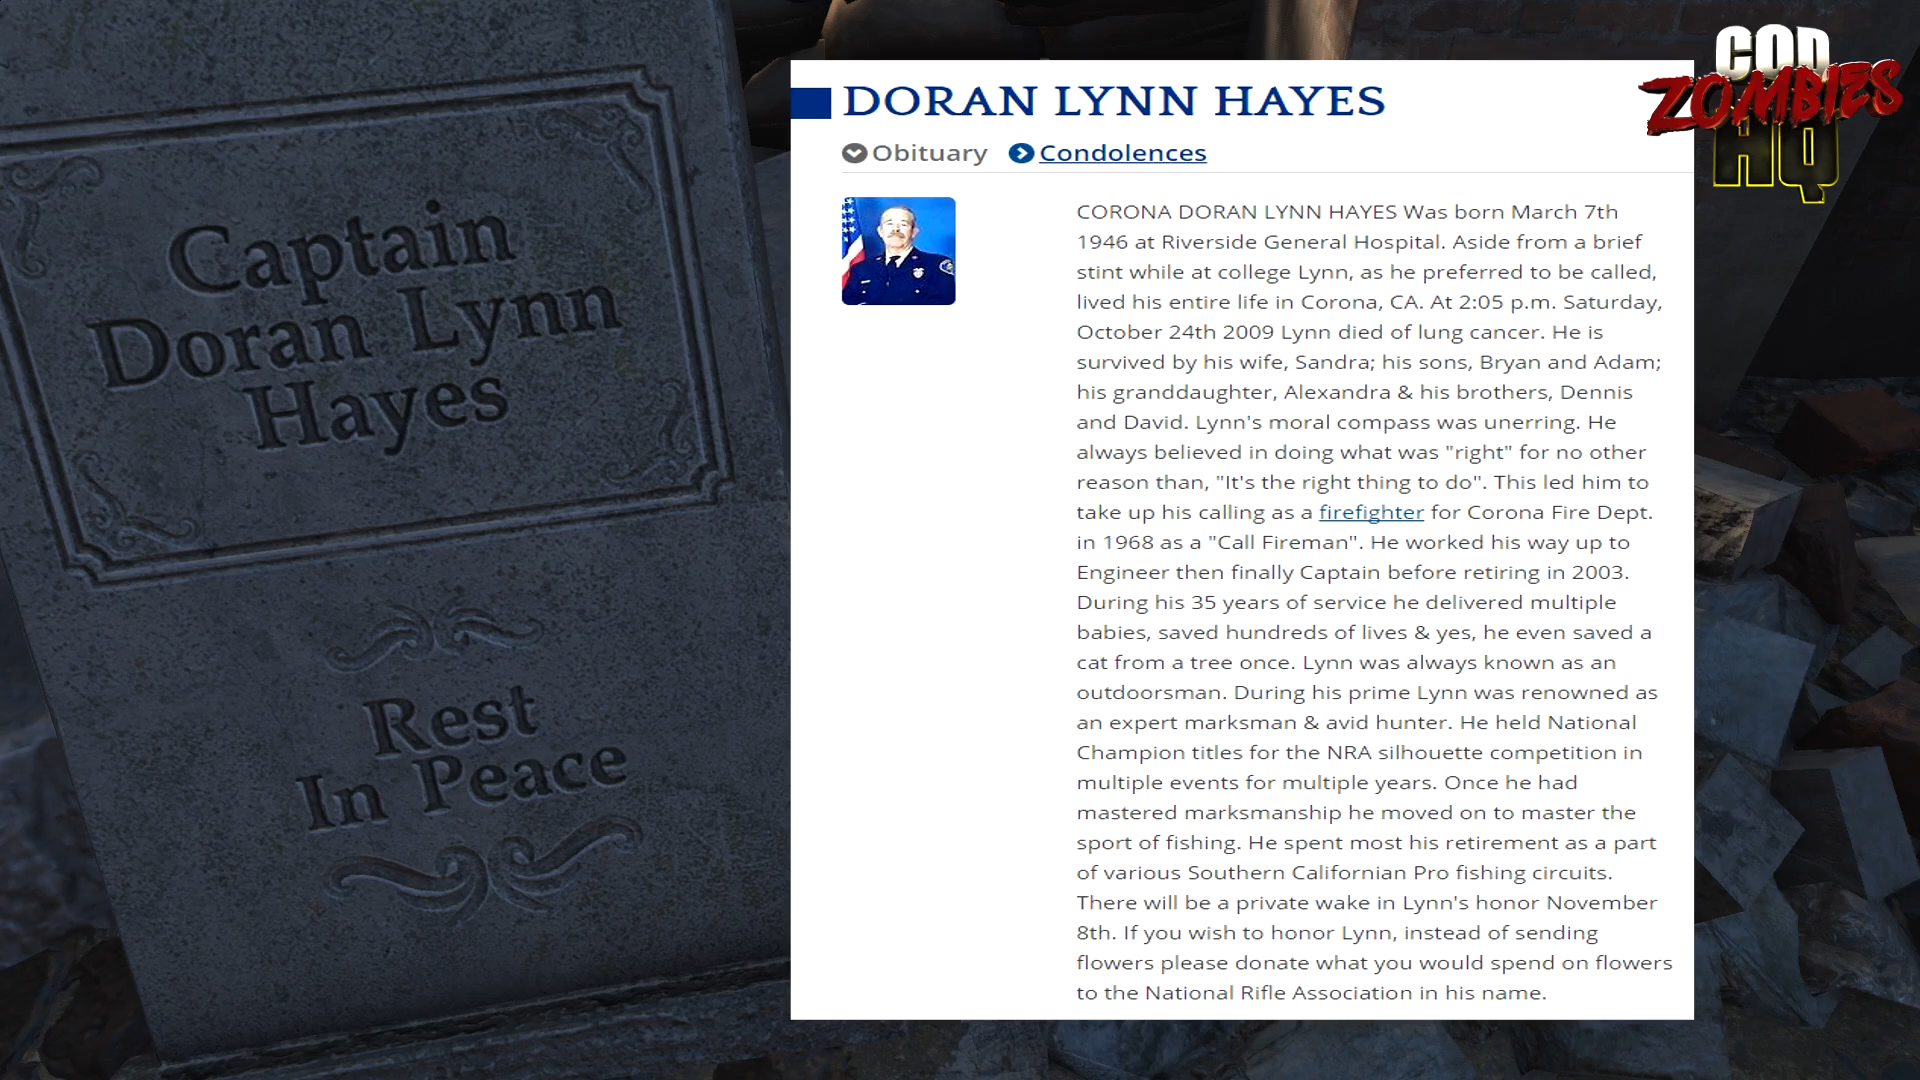 Captain
Doran Lynn
Hayes
Rest
In Peace
DORAN LYNN HAYES
Obituary Condolences
CORONA DORAN LYNN HAYES Was born March 7th
1946 at Riverside General Hospital. Aside from a brief
stint while at college Lynn, as he preferred to be called,
lived his entire life in Corona, CA. At 2:05 p.m. Saturday,
October 24th 2009 Lynn died of lung cancer. He is
survived by his wife, Sandra; his sons, Bryan and Adam;
his granddaughter, Alexandra & his brothers, Dennis
and David. Lynn's moral compass was unerring. He
always believed in doing what was "right" for no other
reason than, "It's the right thing to do". This led him to
take up his calling as a firefighter for Corona Fire Dept.
in 1968 as a "Call Fireman". He worked his way up to
Engineer then finally Captain before retiring in 2003.
During his 35 years of service he delivered multiple
babies, saved hundreds of lives & yes, he even saved a
cat from a tree once. Lynn was always known as an
outdoorsman. During his prime Lynn was renowned as
an expert marksman & avid hunter. He held National
Champion titles for the NRA silhouette competition in
multiple events for multiple years. Once he had
mastered marksmanship he moved on to master the
sport of fishing. He spent most his retirement as a part
of various Southern Californian Pro fishing circuits.
There will be a private wake in Lynn's honor November
8th. If you wish to honor Lynn, instead of sending
flowers please donate what you would spend on flowers
to the National Rifle Association in his name.
COD
ZOMBIES
HQ